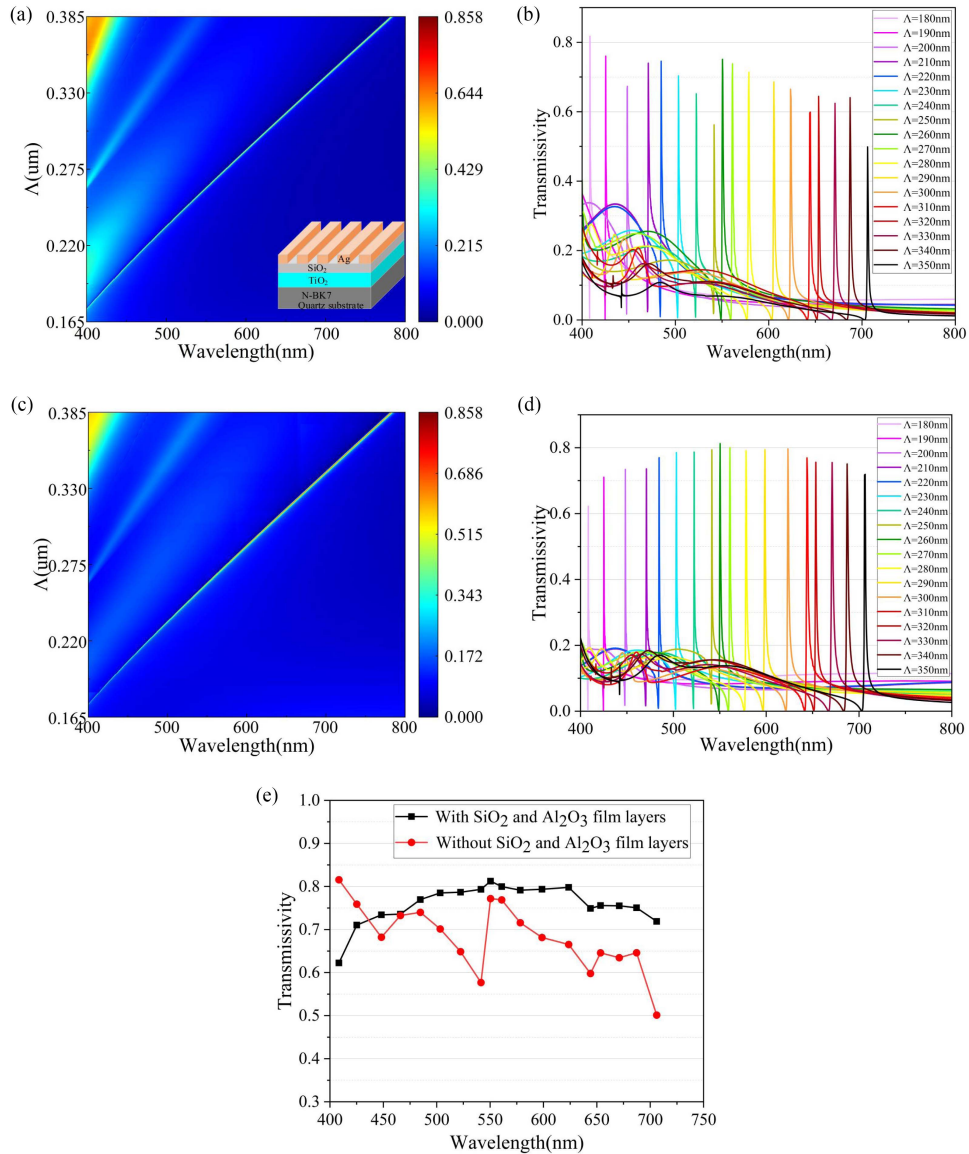 (a)
0.385
0.330
0.275
0.220
0.165
Λ(um)
400 500 600 700 800
Wavelength(nm)
0.858
0.644
0.429
0.215
0.000
Ag
SiO₂
TiO₂
N-BK7
Quartz substrate
(b)
0.8
0.6
0.4
0.2
0.0
Transmissivity
400 500 600 700 800
Wavelength(nm)
Λ=180nm
Λ=190nm
Λ=200nm
Λ=210nm
Λ=220nm
Λ=230nm
Λ=240nm
Λ=250nm
Λ=260nm
Λ=270nm
Λ=280nm
Λ=290nm
Λ=300nm
Λ=310nm
Λ=320nm
Λ=330nm
Λ=340nm
Λ=350nm
(c)
0.385
0.330
0.275
0.220
0.165
Λ(um)
400 500 600 700 800
Wavelength(nm)
0.858
0.686
0.515
0.343
0.172
0.000
(d)
0.8
0.6
0.4
0.2
0.0
Transmissivity
400 500 600 700 800
Wavelength(nm)
Λ=180nm
Λ=190nm
Λ=200nm
Λ=210nm
Λ=220nm
Λ=230nm
Λ=240nm
Λ=250nm
Λ=260nm
Λ=270nm
Λ=280nm
Λ=290nm
Λ=300nm
Λ=310nm
Λ=320nm
Λ=330nm
Λ=340nm
Λ=350nm
(e)
1.0
0.9
0.8
0.7
0.6
0.5
0.4
0.3
Transmissivity
With SiO₂ and Al₂O₃ film layers
Without SiO₂ and Al₂O₃ film layers
400 450 500 550 600 650 700 750
Wavelength(nm)